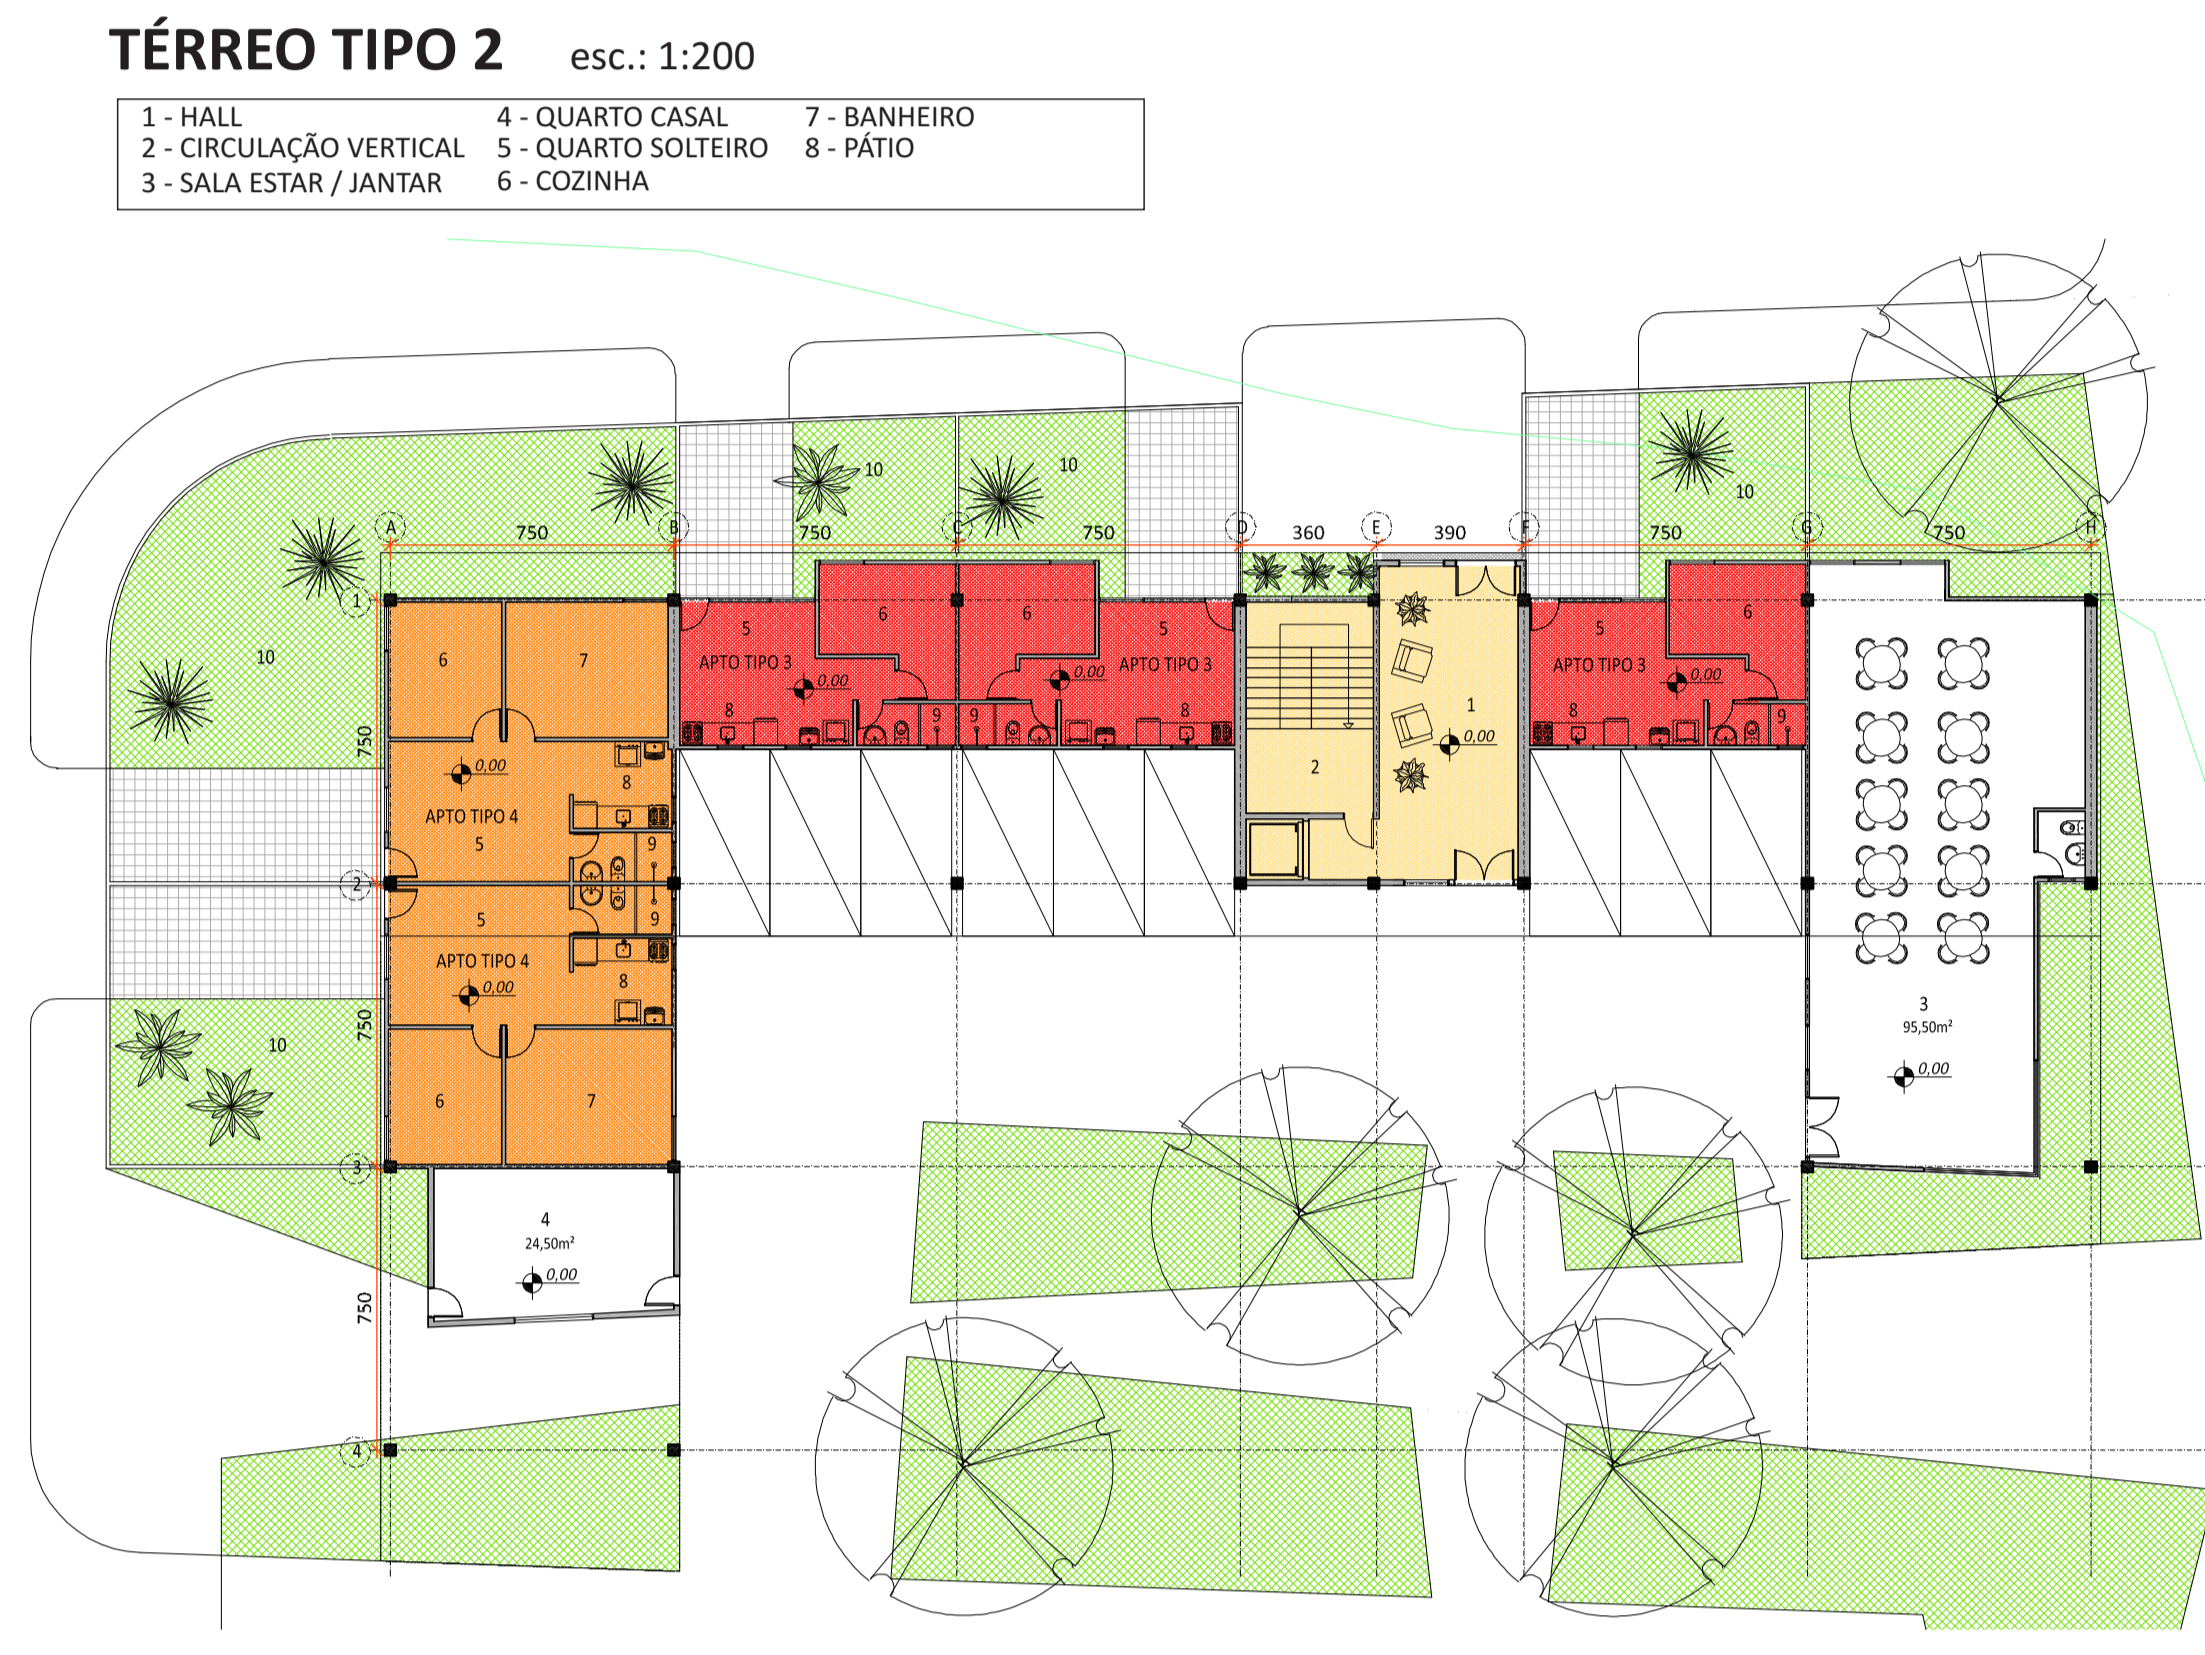 TÉRREO TIPO 2 esc.: 1:200
1 - HALL 4 - QUARTO CASAL 7 - BANHEIRO
2 - CIRCULAÇÃO VERTICAL 5 - QUARTO SOLTEIRO 8 - PÁTIO
3 - SALA ESTAR / JANTAR 6 - COZINHA
10 10 10
A 750 B 750 C 750 D 360 E 390 F 750 G 750 H
1
5 6 6 5 5 6
10 6 7
APTO TIPO 3 0,00 0,00 APTO TIPO 3 APTO TIPO 3 0,00
8 9 9 8 1 8 9
750 0,00 8 2 0,00
APTO TIPO 4
5 9
2
5 9
APTO TIPO 4
0,00 8
750 10
3
95,50m²
0,00
6 7
3
4
24,50m²
0,00
750
4